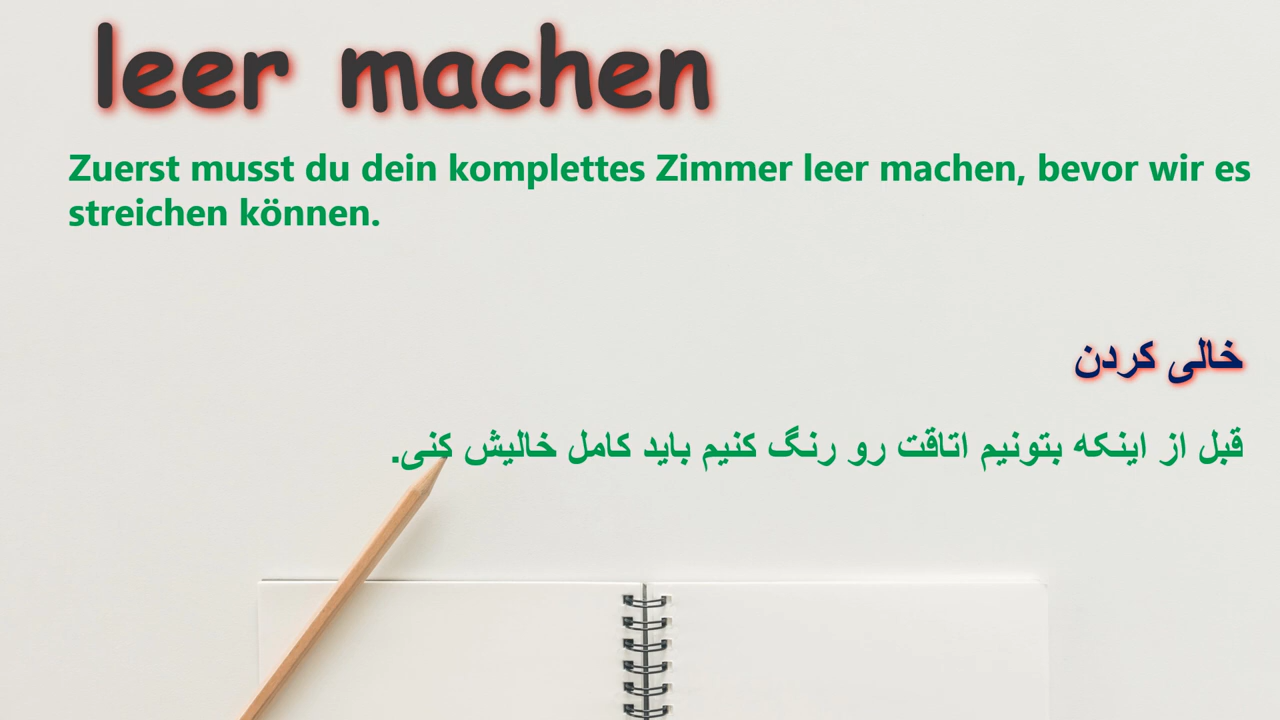 leer machen
Zuerst musst du dein komplettes Zimmer leer machen, bevor wir es
streichen können.
خالی کردن
قبل از اینکه بتونیم اتاقت رو رنگ کنیم باید کامل خالیش کنی.